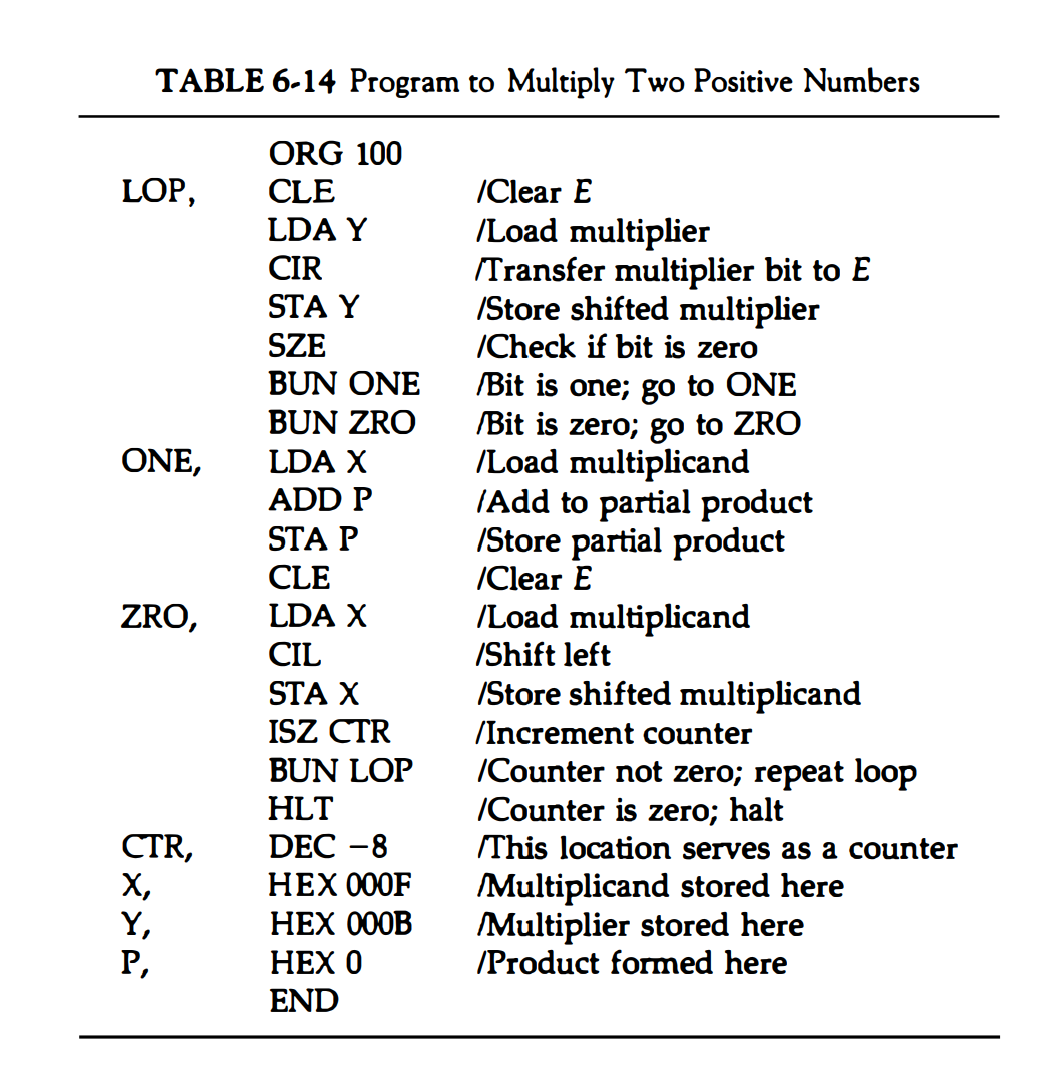 TABLE 6-14 Program to Multiply Two Positive Numbers
ORG 100
LOP, CLE /Clear E
LDA Y /Load multiplier
CIR /Transfer multiplier bit to E
STA Y /Store shifted multiplier
SZE /Check if bit is zero
BUN ONE /Bit is one; go to ONE
BUN ZRO /Bit is zero; go to ZRO
ONE, LDA X /Load multiplicand
ADD P /Add to partial product
STA P /Store partial product
CLE /Clear E
ZRO, LDA X /Load multiplicand
CIL /Shift left
STA X /Store shifted multiplicand
ISZ CTR /Increment counter
BUN LOP /Counter not zero; repeat loop
HLT /Counter is zero; halt
CTR, DEC −8 /This location serves as a counter
X, HEX 000F /Multiplicand stored here
Y, HEX 000B /Multiplier stored here
P, HEX 0 /Product formed here
END